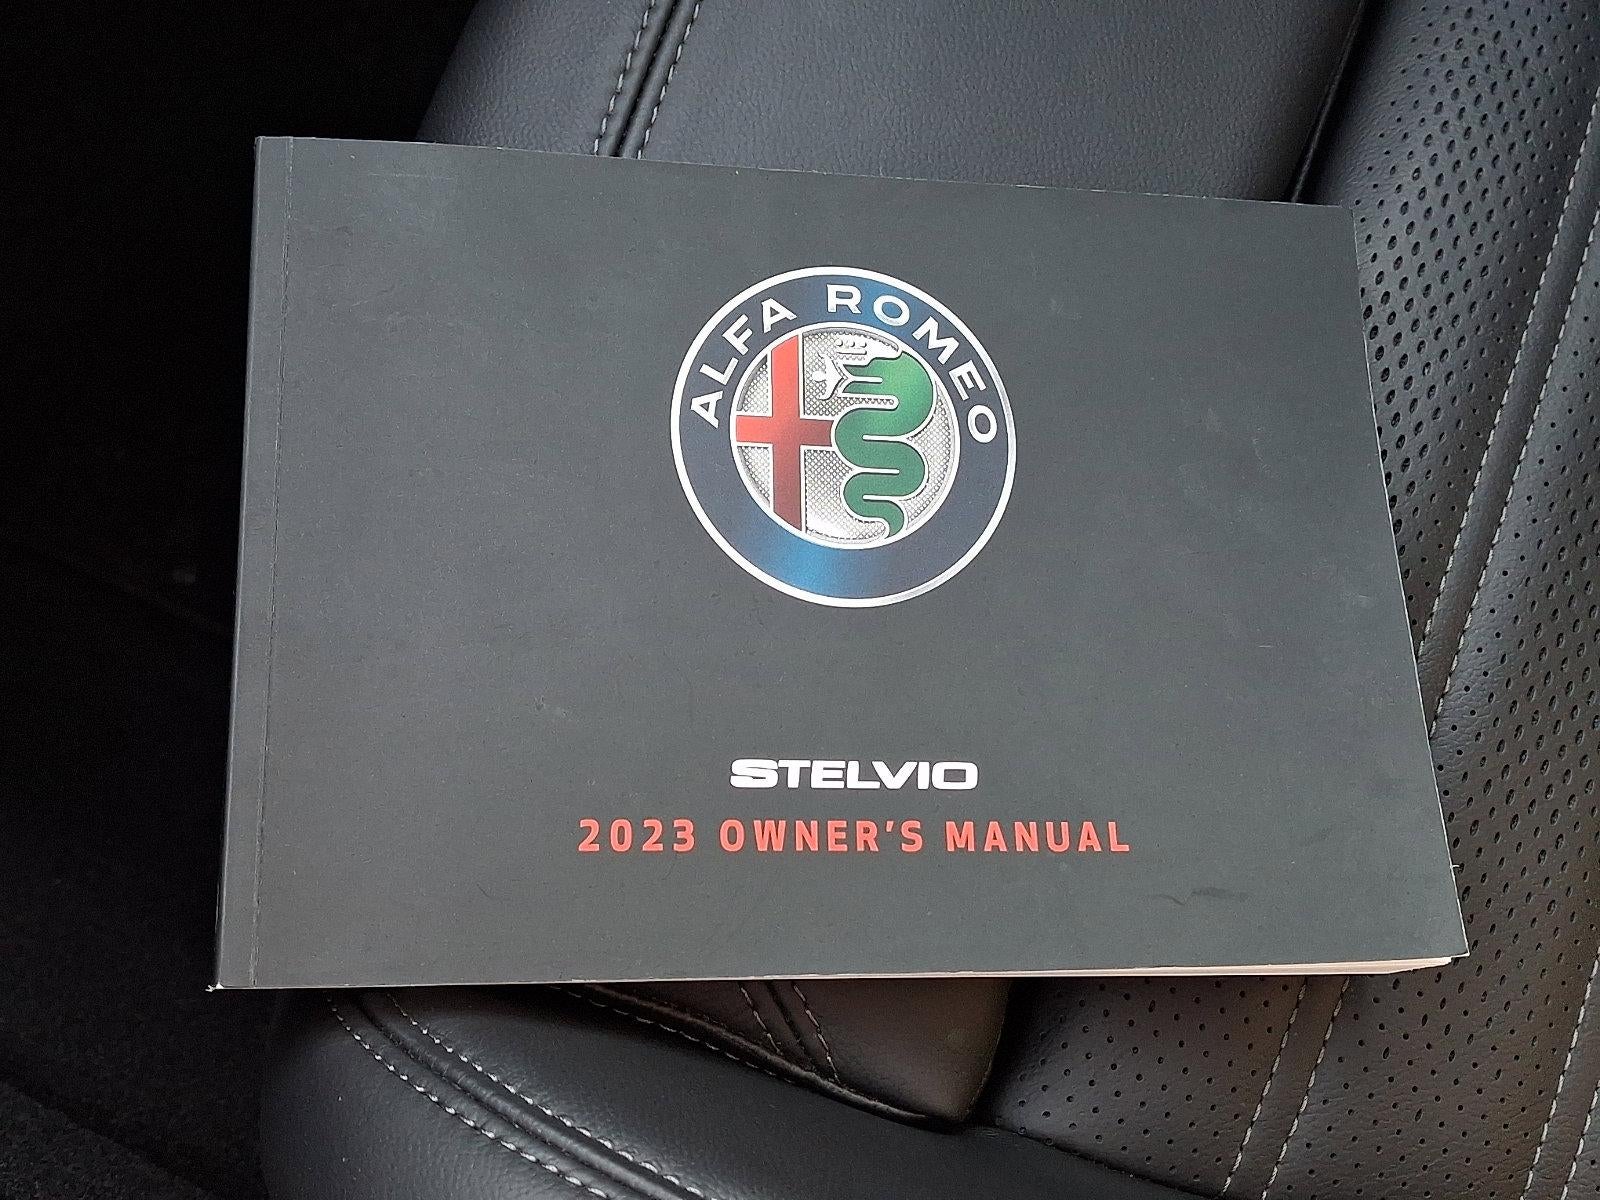 ALFA ROMEO
STELVIO
2023 OWNER'S MANUAL